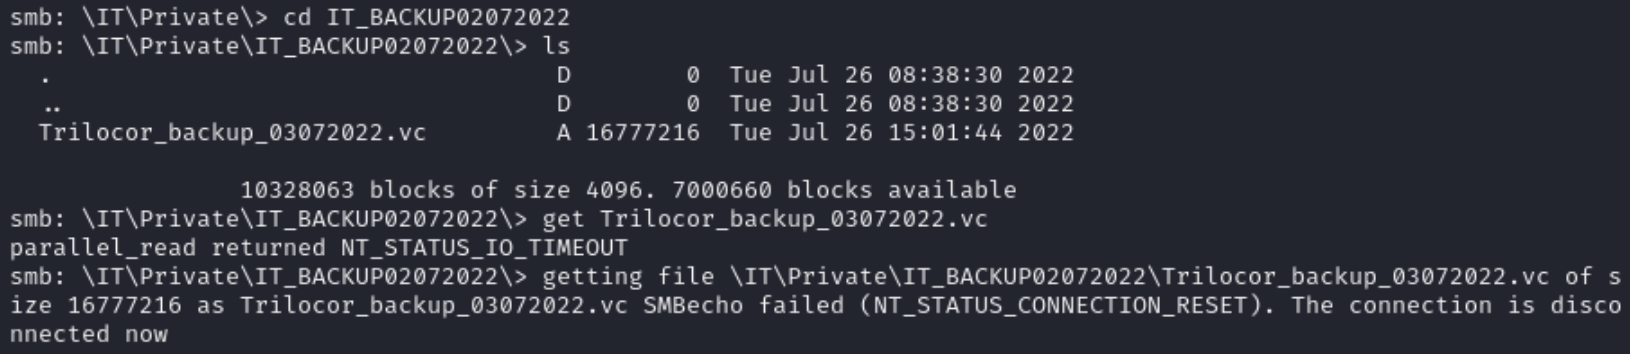 smb: \IT\Private\> cd IT_BACKUP02072022
smb: \IT\Private\IT_BACKUP02072022\> ls
  .                                   D        0  Tue Jul 26 08:38:30 2022
  ..                                  D        0  Tue Jul 26 08:38:30 2022
  Trilocor_backup_03072022.vc         A 16777216  Tue Jul 26 15:01:44 2022
                10328063 blocks of size 4096. 7000660 blocks available
smb: \IT\Private\IT_BACKUP02072022\> get Trilocor_backup_03072022.vc
parallel_read returned NT_STATUS_IO_TIMEOUT
smb: \IT\Private\IT_BACKUP02072022\> getting file \IT\Private\IT_BACKUP02072022\Trilocor_backup_03072022.vc of s
ize 16777216 as Trilocor_backup_03072022.vc SMBecho failed (NT_STATUS_CONNECTION_RESET). The connection is disco
nnected now